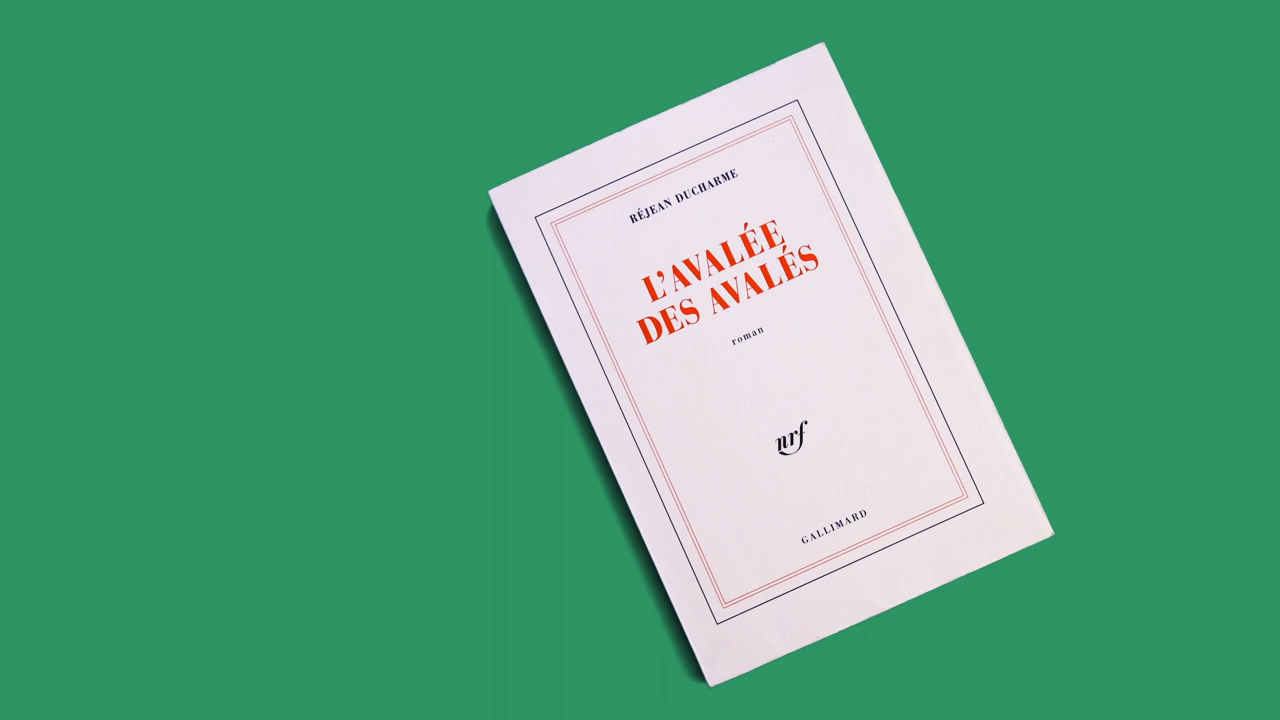 RÉJEAN DUCHARME
L'AVALÉE
DES AVALÉS
roman
nrf
GALLIMARD